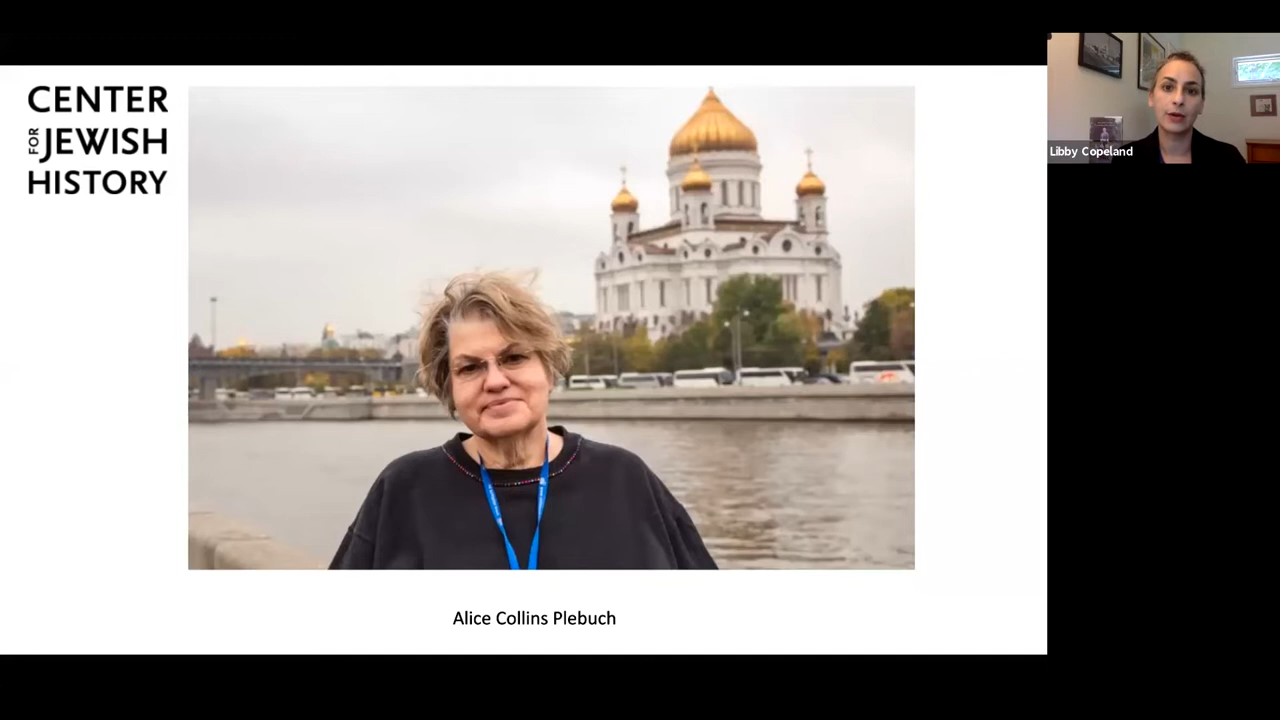 CENTER
FOR JEWISH
HISTORY
Libby Copeland
Alice Collins Plebuch